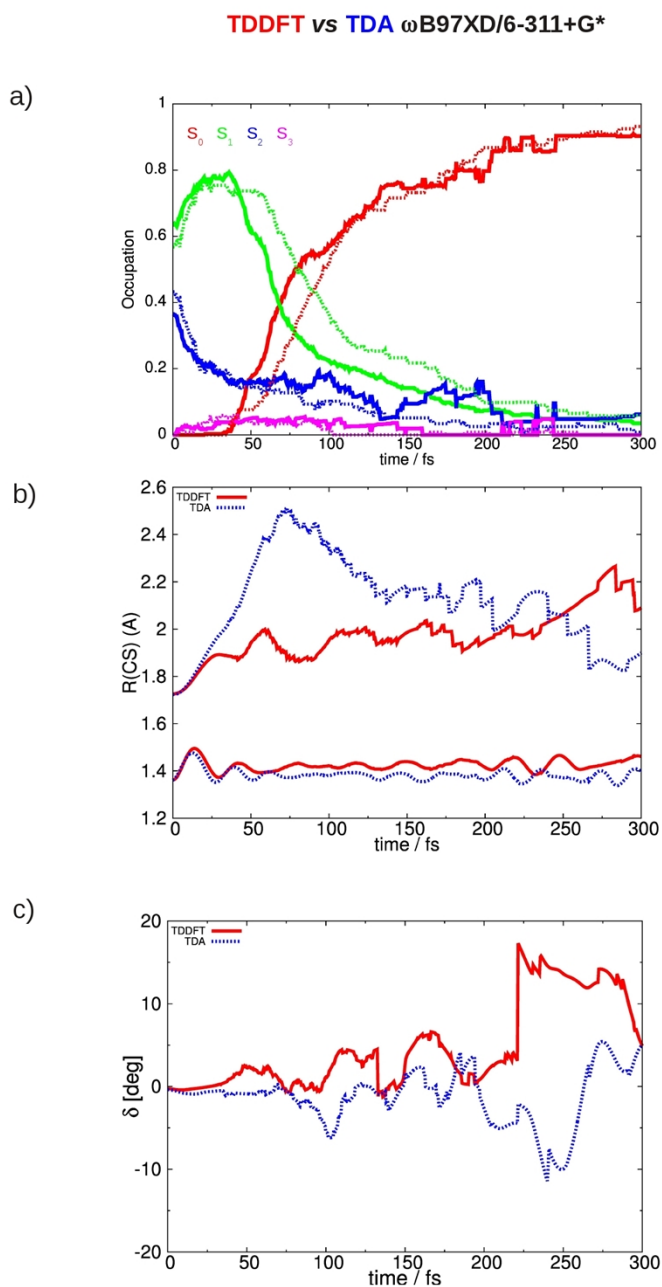 TDDFT vs TDA ωB97XD/6-311+G*
a)
1
S0 S1 S2 S3
0.8
0.6
Occupation
0.4
0.2
0
0 50 100 150 200 250 300
time / fs
b)
2.6
TDDFT
TDA
2.4
2.2
2
R(CS) (A)
1.8
1.6
1.4
1.2
0 50 100 150 200 250 300
time / fs
c)
20
TDDFT
TDA
10
0
δ [deg]
-10
-20
0 50 100 150 200 250 300
time / fs